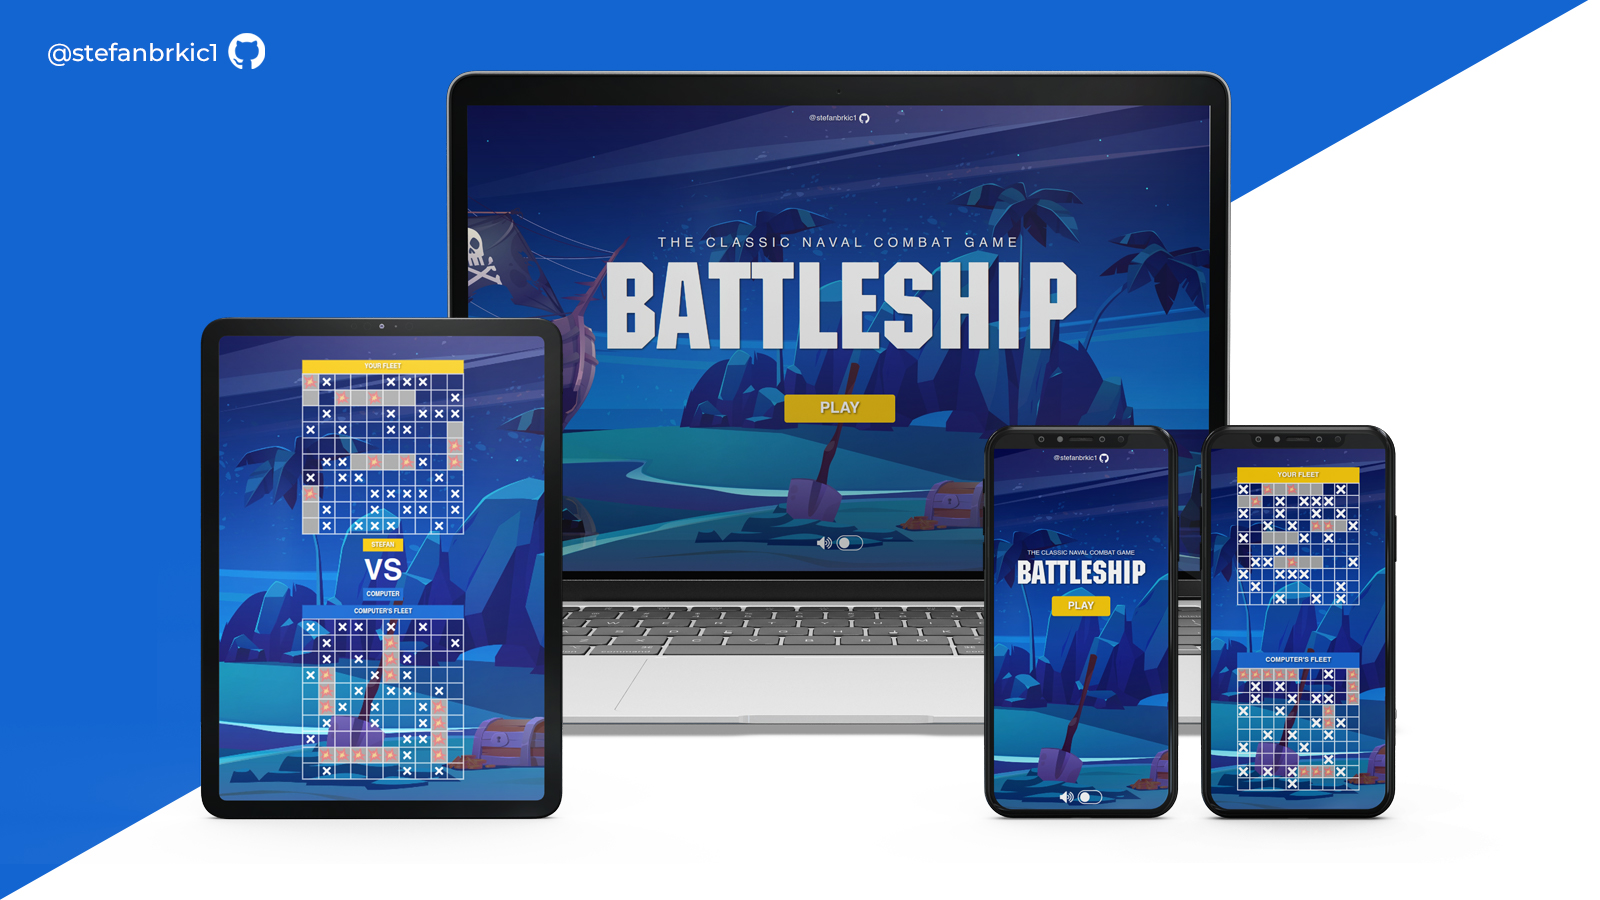 @stefanbrkic1
@stefanbrkic1
THE CLASSIC NAVAL COMBAT GAME
BATTLESHIP
PLAY
YOUR FLEET
STEFAN
VS
COMPUTER
COMPUTER'S FLEET
@stefanbrkic1
THE CLASSIC NAVAL COMBAT GAME
BATTLESHIP
PLAY
YOUR FLEET
COMPUTER'S FLEET